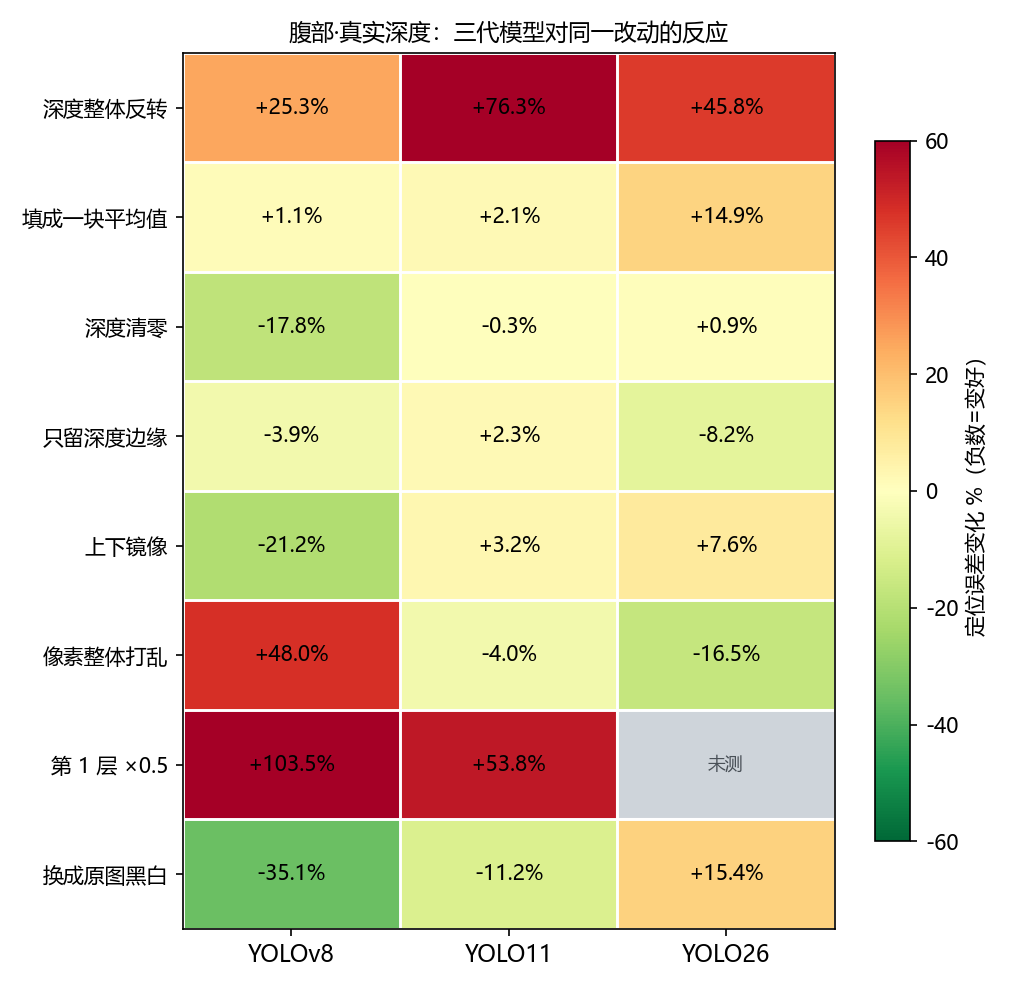 腹部·真实深度：三代模型对同一改动的反应
深度整体反转 +25.3% +76.3% +45.8%
填成一块平均值 +1.1% +2.1% +14.9%
深度清零 -17.8% -0.3% +0.9%
只留深度边缘 -3.9% +2.3% -8.2%
上下镜像 -21.2% +3.2% +7.6%
像素整体打乱 +48.0% -4.0% -16.5%
第 1 层 ×0.5 +103.5% +53.8% 未测
换成原图黑白 -35.1% -11.2% +15.4%
YOLOv8 YOLO11 YOLO26
60
40
20
0
-20
-40
-60
定位误差变化 %（负数=变好）